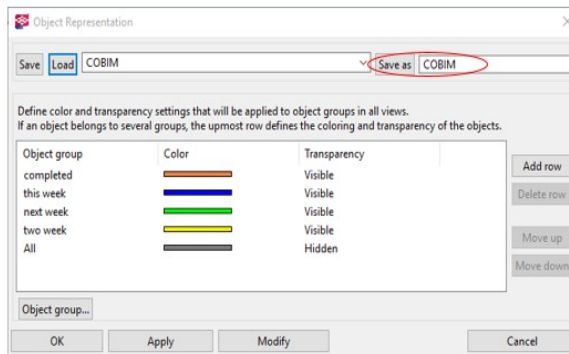 Object Representation
Save Load COBIM Save as COBIM
Define color and transparency settings that will be applied to object groups in all views.
If an object belongs to several groups, the upmost row defines the coloring and transparency of the objects.
Object group Color Transparency
completed Visible
this week Visible
next week Visible
two week Visible
All Hidden
Add row
Delete row
Move up
Move down
Object group...
OK Apply Modify Cancel